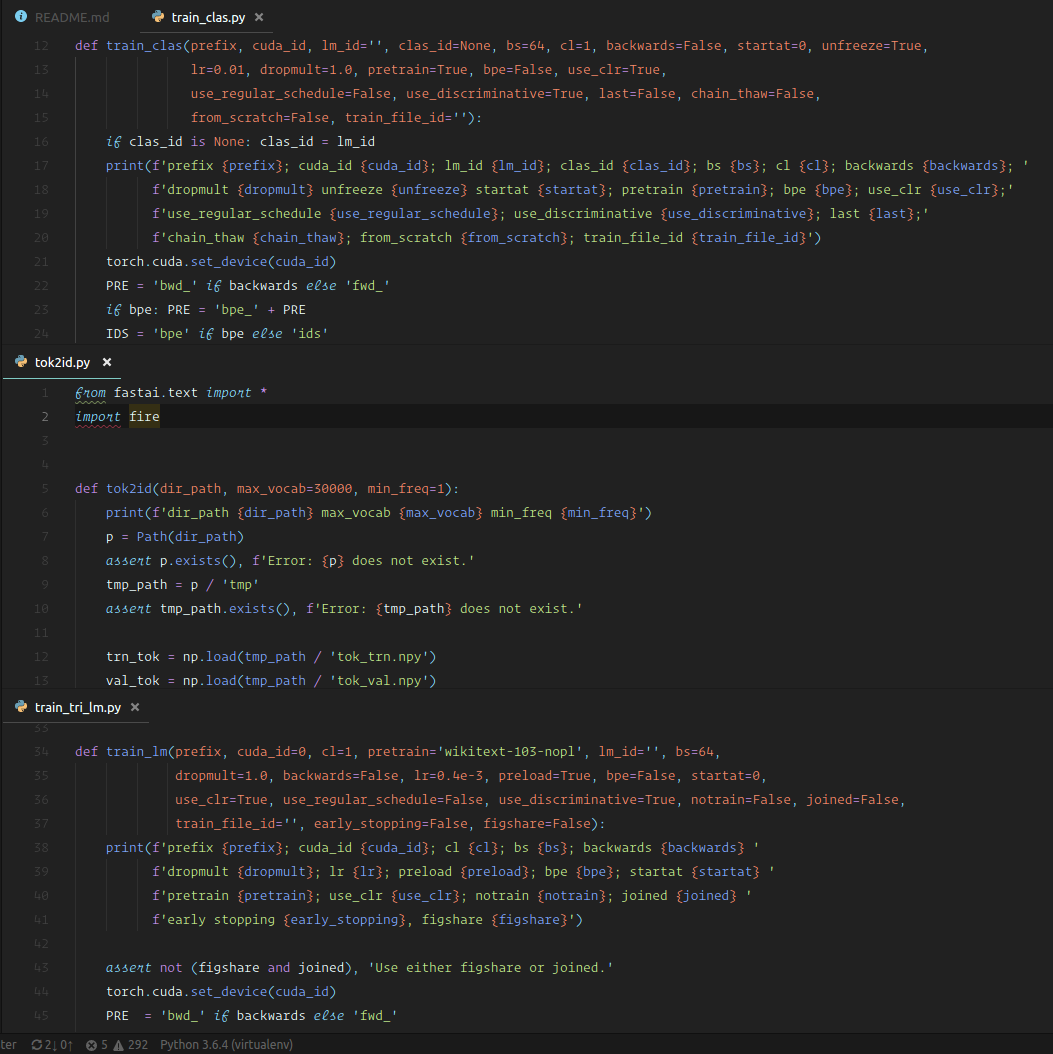 README.md train_clas.py ×
12 def train_clas(prefix, cuda_id, lm_id='', clas_id=None, bs=64, cl=1, backwards=False, startat=0, unfreeze=True,
13 lr=0.01, dropmult=1.0, pretrain=True, bpe=False, use_clr=True,
14 use_regular_schedule=False, use_discriminative=True, last=False, chain_thaw=False,
15 from_scratch=False, train_file_id=''):
16 if clas_id is None: clas_id = lm_id
17 print(f'prefix {prefix}; cuda_id {cuda_id}; lm_id {lm_id}; clas_id {clas_id}; bs {bs}; cl {cl}; backwards {backwards}; '
18 f'dropmult {dropmult} unfreeze {unfreeze} startat {startat}; pretrain {pretrain}; bpe {bpe}; use_clr {use_clr};'
19 f'use_regular_schedule {use_regular_schedule}; use_discriminative {use_discriminative}; last {last};'
20 f'chain_thaw {chain_thaw}; from_scratch {from_scratch}; train_file_id {train_file_id}')
21 torch.cuda.set_device(cuda_id)
22 PRE = 'bwd_' if backwards else 'fwd_'
23 if bpe: PRE = 'bpe_' + PRE
24 IDS = 'bpe' if bpe else 'ids'
tok2id.py ×
1 from fastai.text import *
2 import fire
3
4
5 def tok2id(dir_path, max_vocab=30000, min_freq=1):
6 print(f'dir_path {dir_path} max_vocab {max_vocab} min_freq {min_freq}')
7 p = Path(dir_path)
8 assert p.exists(), f'Error: {p} does not exist.'
9 tmp_path = p / 'tmp'
10 assert tmp_path.exists(), f'Error: {tmp_path} does not exist.'
11
12 trn_tok = np.load(tmp_path / 'tok_trn.npy')
13 val_tok = np.load(tmp_path / 'tok_val.npy')
train_tri_lm.py ×
33
34 def train_lm(prefix, cuda_id=0, cl=1, pretrain='wikitext-103-nopl', lm_id='', bs=64,
35 dropmult=1.0, backwards=False, lr=0.4e-3, preload=True, bpe=False, startat=0,
36 use_clr=True, use_regular_schedule=False, use_discriminative=True, notrain=False, joined=False,
37 train_file_id='', early_stopping=False, figshare=False):
38 print(f'prefix {prefix}; cuda_id {cuda_id}; cl {cl}; bs {bs}; backwards {backwards} '
39 f'dropmult {dropmult}; lr {lr}; preload {preload}; bpe {bpe}; startat {startat} '
40 f'pretrain {pretrain}; use_clr {use_clr}; notrain {notrain}; joined {joined} '
41 f'early stopping {early_stopping}, figshare {figshare}')
42
43 assert not (figshare and joined), 'Use either figshare or joined.'
44 torch.cuda.set_device(cuda_id)
45 PRE  = 'bwd_' if backwards else 'fwd_'
ter 2↓ 0↑ 5 292 Python 3.6.4 (virtualenv)